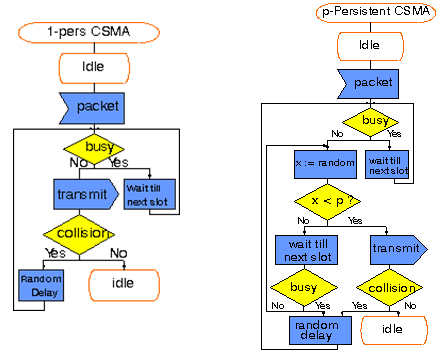 1-pers CSMA
Idle
packet
busy
No
Yes
transmit
Wait till
next slot
collision
Yes
No
Random
Delay
idle
p-Persistent CSMA
Idle
packet
busy
No
Yes
x := random
wait till
next slot
x < p ?
No
Yes
wait till
next slot
transmit
busy
collision
No
Yes
Yes
No
random
delay
idle